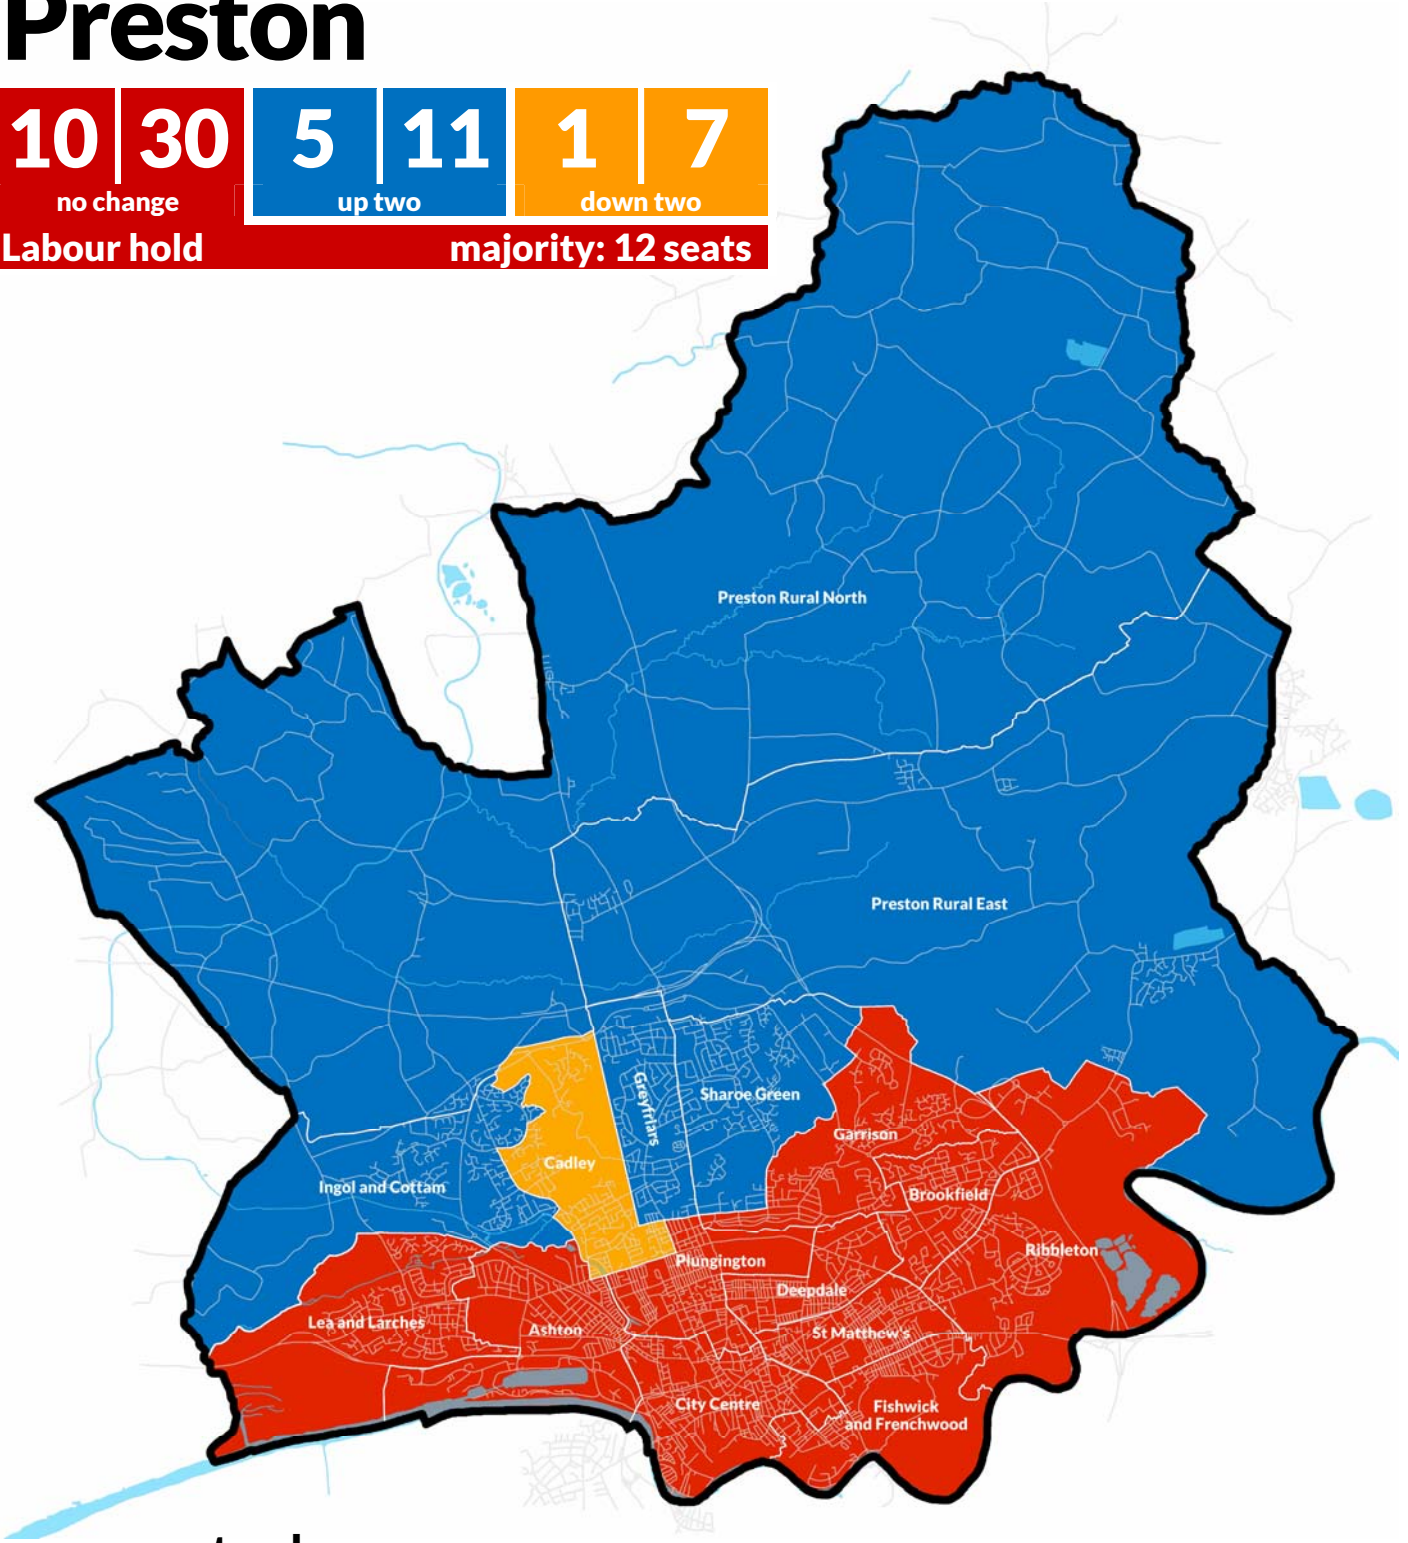 Preston
10 30 5 11 1 7
no change up two down two
Labour hold majority: 12 seats
Preston Rural North
Preston Rural East
Greyfriars
Sharoe Green
Garrison
Cadley
Ingol and Cottam
Brookfield
Ribbleton
Plungington
Deepdale
Lea and Larches
Ashton
St Matthew's
City Centre
Fishwick
and Frenchwood